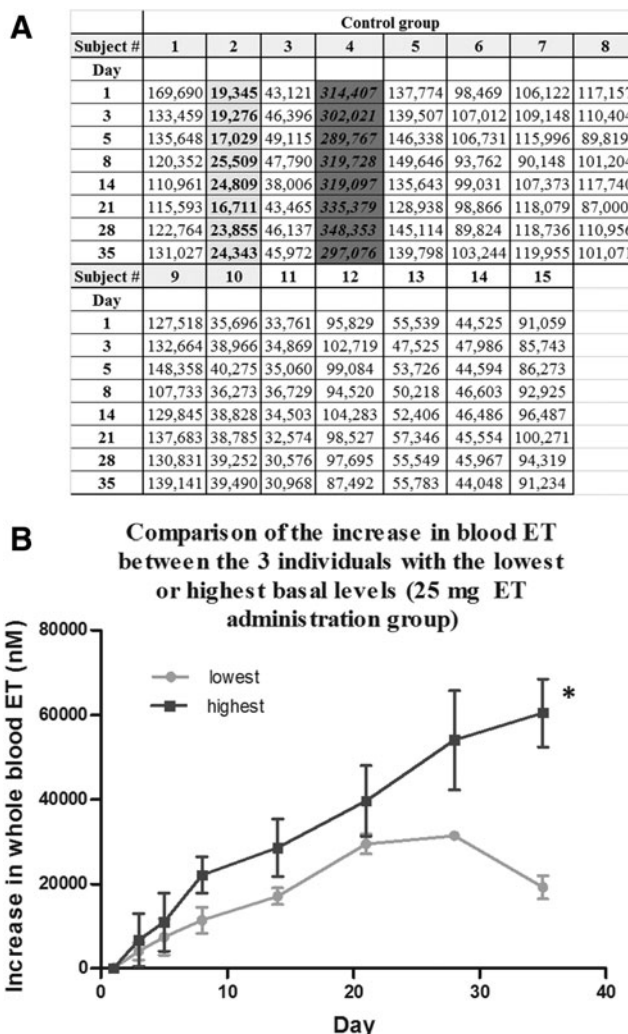 A
Control group
Subject # 1 2 3 4 5 6 7 8
Day
1 169,690 19,345 43,121 314,407 137,774 98,469 106,122 117,157
3 133,459 19,276 46,396 302,021 139,507 107,012 109,148 110,404
5 135,648 17,029 49,115 289,767 146,338 106,731 115,996 89,819
8 120,352 25,509 47,790 319,728 149,646 93,762 90,148 101,204
14 110,961 24,809 38,006 319,097 135,643 99,031 107,373 117,740
21 115,593 16,711 43,465 335,379 128,938 98,866 118,079 87,000
28 122,764 23,855 46,137 348,353 145,114 89,824 118,736 110,956
35 131,027 24,343 45,972 297,076 139,798 103,244 119,955 101,071
Subject # 9 10 11 12 13 14 15
Day
1 127,518 35,696 33,761 95,829 55,539 44,525 91,059
3 132,664 38,966 34,869 102,719 47,525 47,986 85,743
5 148,358 40,275 35,060 99,084 53,726 44,594 86,273
8 107,733 36,273 36,729 94,520 50,218 46,603 92,925
14 129,845 38,828 34,503 104,283 52,406 46,486 96,487
21 137,683 38,785 32,574 98,527 57,346 45,554 100,271
28 130,831 39,252 30,576 97,695 55,549 45,967 94,319
35 139,141 39,490 30,968 87,492 55,783 44,048 91,234
B
Comparison of the increase in blood ET
between the 3 individuals with the lowest
or highest basal levels (25 mg ET
administration group)
Increase in whole blood ET (nM)
80000
60000
40000
20000
0
lowest
highest
*
0 10 20 30 40
Day